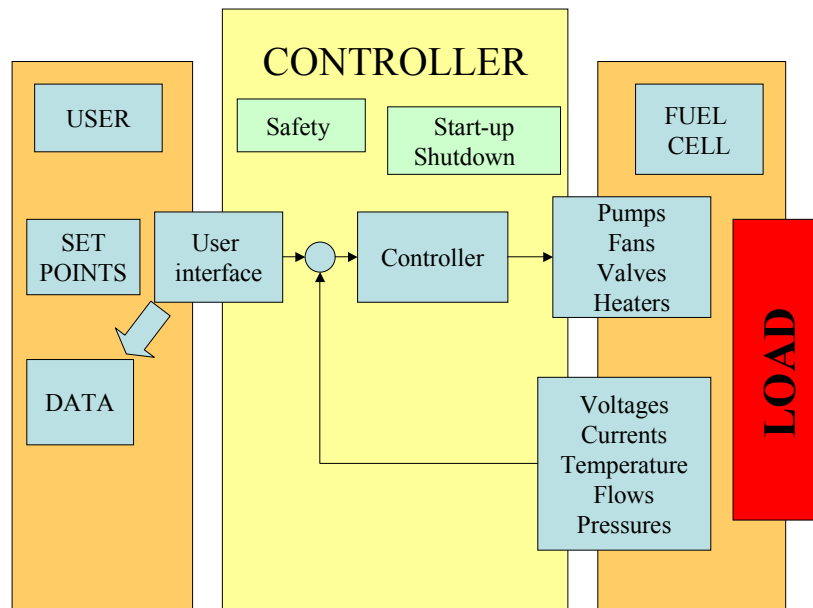 CONTROLLER
USER
Safety
Start-up
Shutdown
FUEL
CELL
SET
POINTS
User
interface
Controller
Pumps
Fans
Valves
Heaters
LOAD
DATA
Voltages
Currents
Temperature
Flows
Pressures